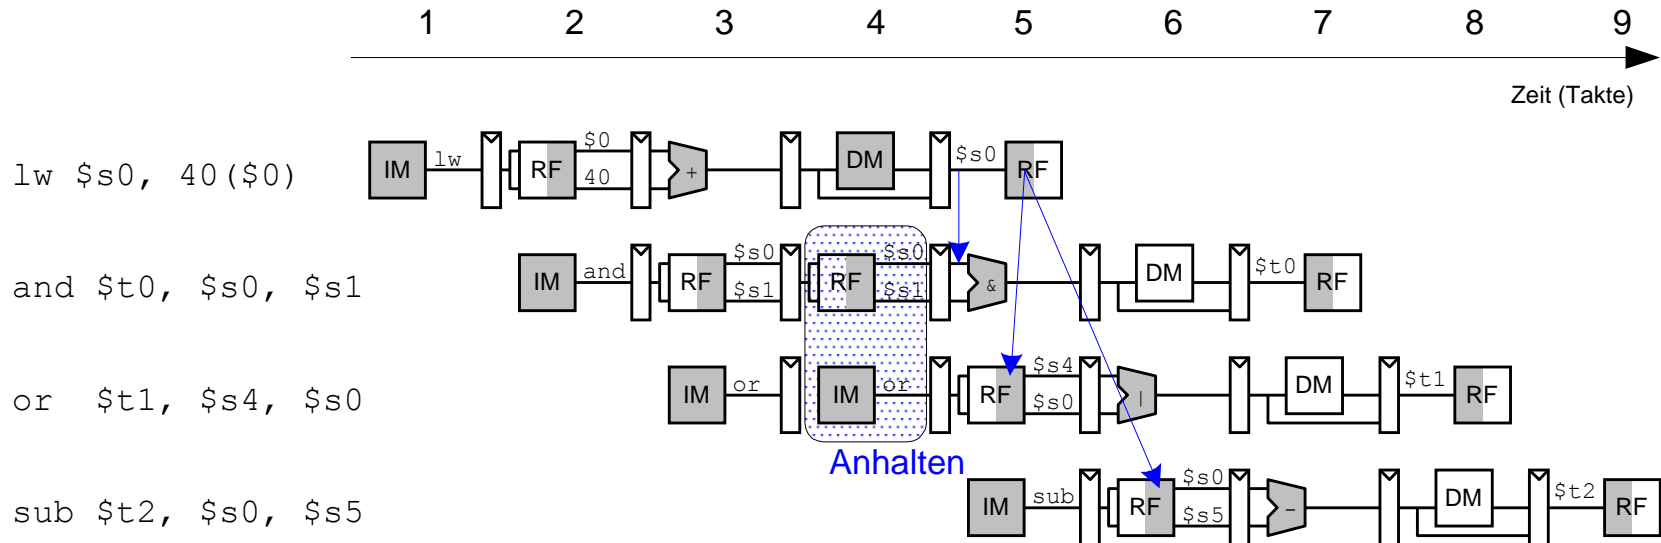 1 2 3 4 5 6 7 8 9
Zeit (Takte)
lw $s0, 40($0)
IM lw RF $0 40 + DM $s0 RF
and $t0, $s0, $s1
IM and RF $s0 $s1 RF $s0 $s1 & DM $t0 RF
or $t1, $s4, $s0
IM or IM or RF $s4 $s0 | DM $t1 RF
Anhalten
sub $t2, $s0, $s5
IM sub RF $s0 $s5 - DM $t2 RF